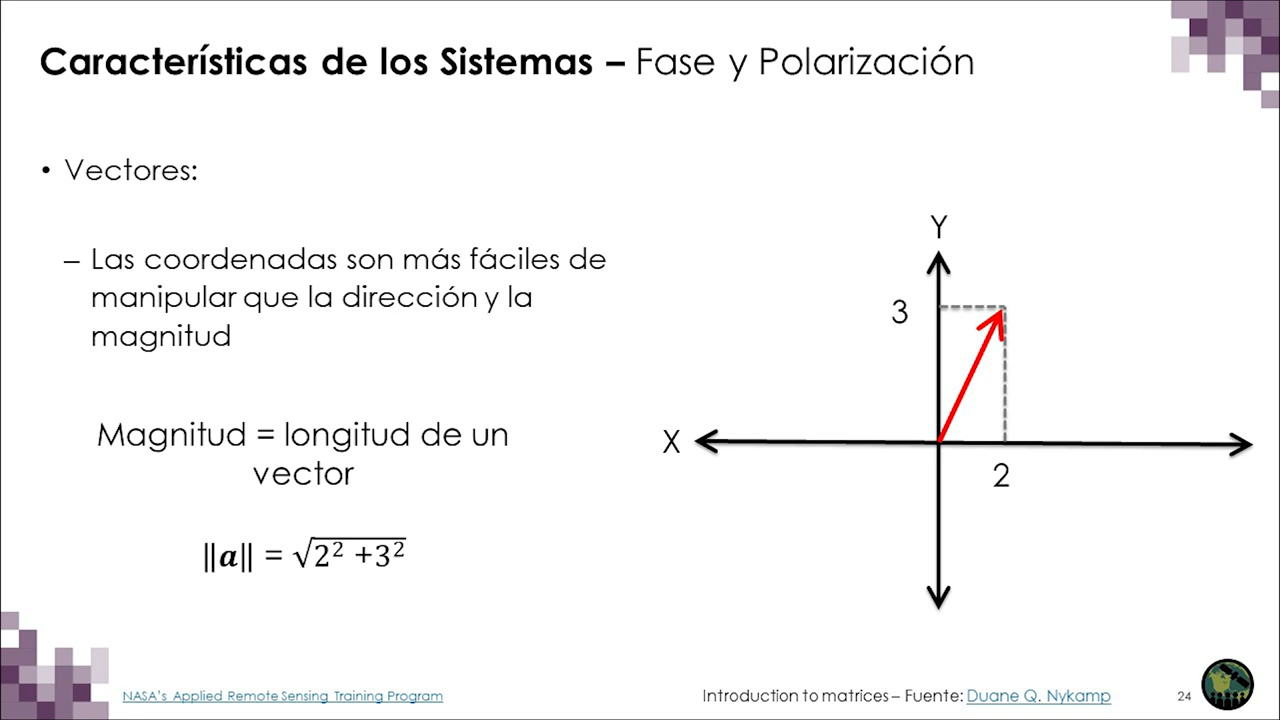 Características de los Sistemas – Fase y Polarización
• Vectores:
– Las coordenadas son más fáciles de
manipular que la dirección y la
magnitud
Magnitud = longitud de un
vector
||a|| = √2² +3²
Y
3
X
2
NASA's Applied Remote Sensing Training Program
Introduction to matrices – Fuente: Duane Q. Nykamp
24